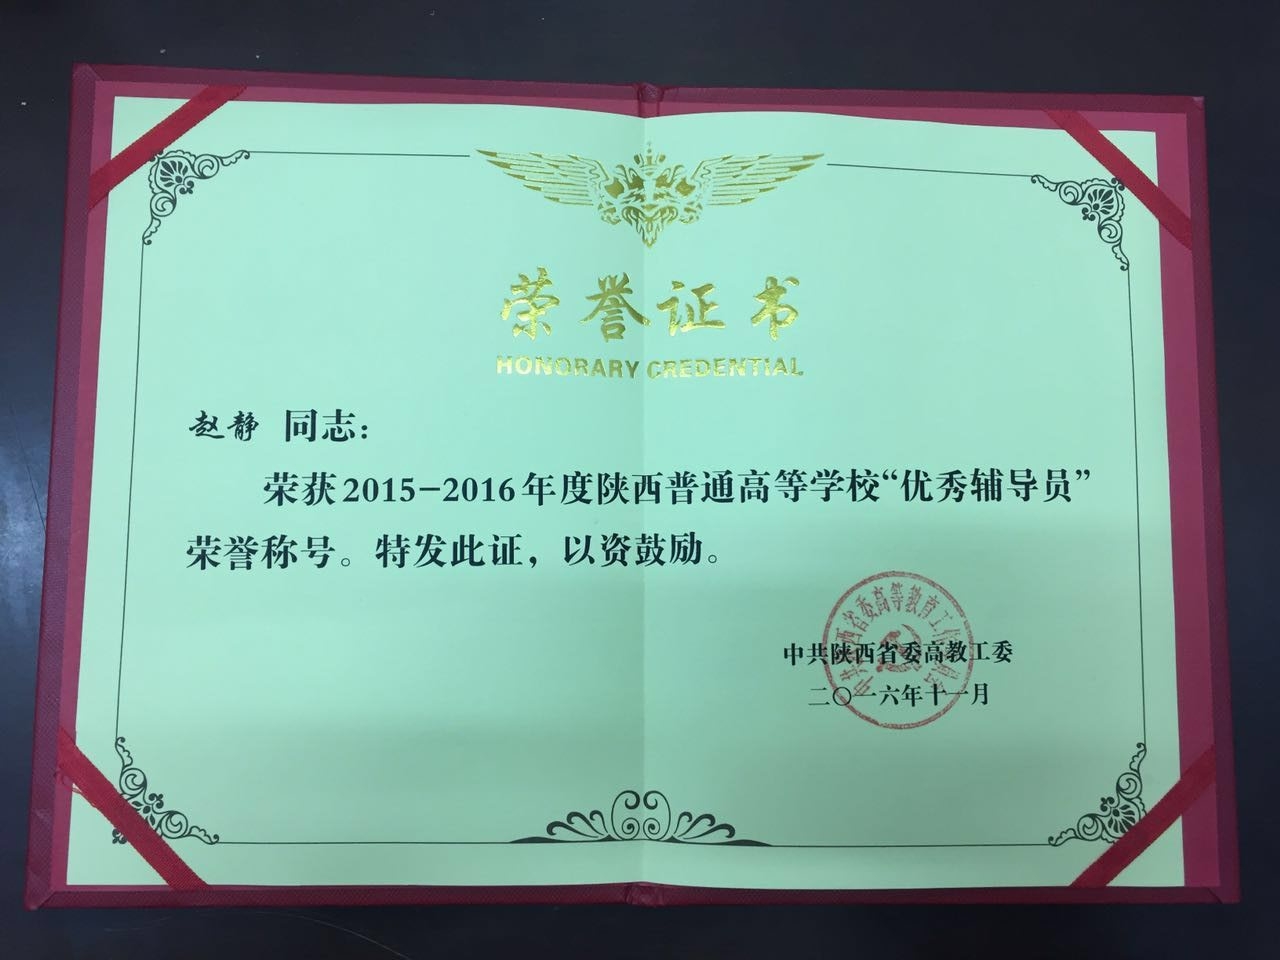 荣誉证书
HONORARY CREDENTIAL
赵静 同志：
荣获2015-2016年度陕西普通高等学校“优秀辅导员”
荣誉称号。特发此证，以资鼓励。
中共陕西省委高教工委
二〇一六年十一月